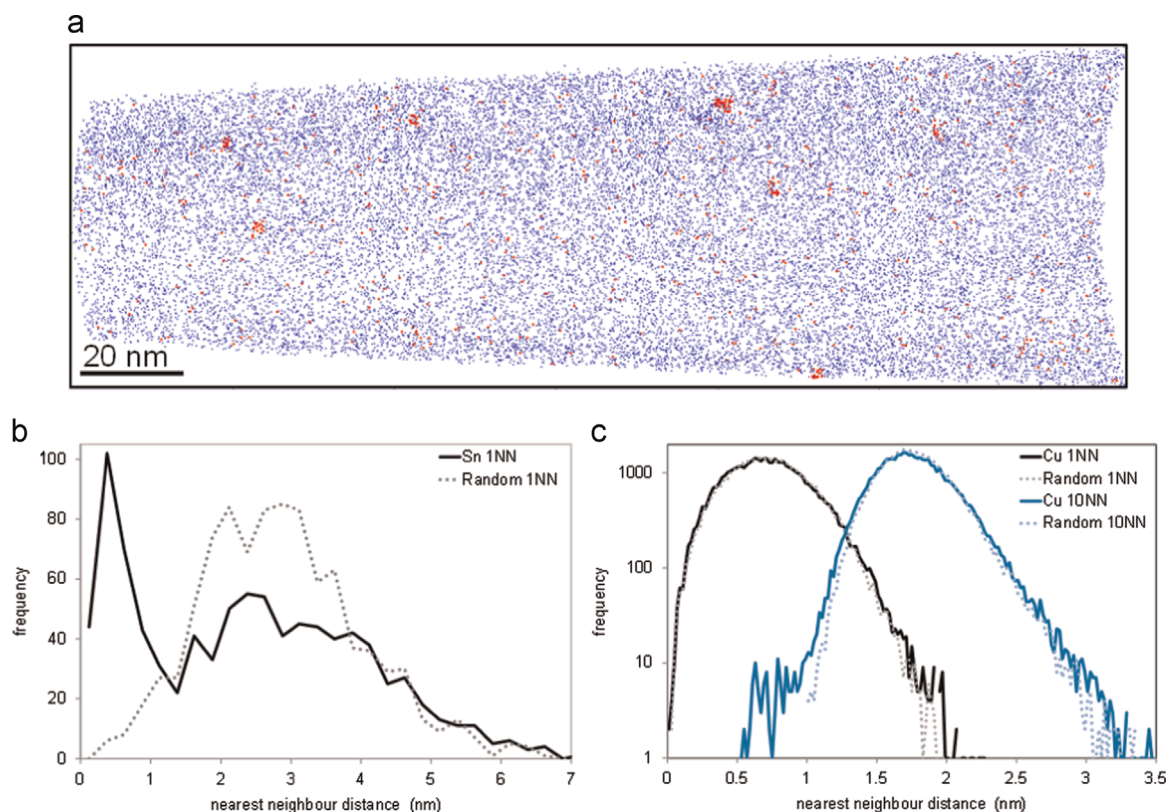 a
20 nm
b
100
80
60
40
20
0
0 1 2 3 4 5 6 7
frequency
nearest neighbour distance (nm)
Sn 1NN
Random 1NN
c
1000
100
10
1
0 0.5 1 1.5 2 2.5 3 3.5
frequency
nearest neighbour distance (nm)
Cu 1NN
Random 1NN
Cu 10NN
Random 10NN